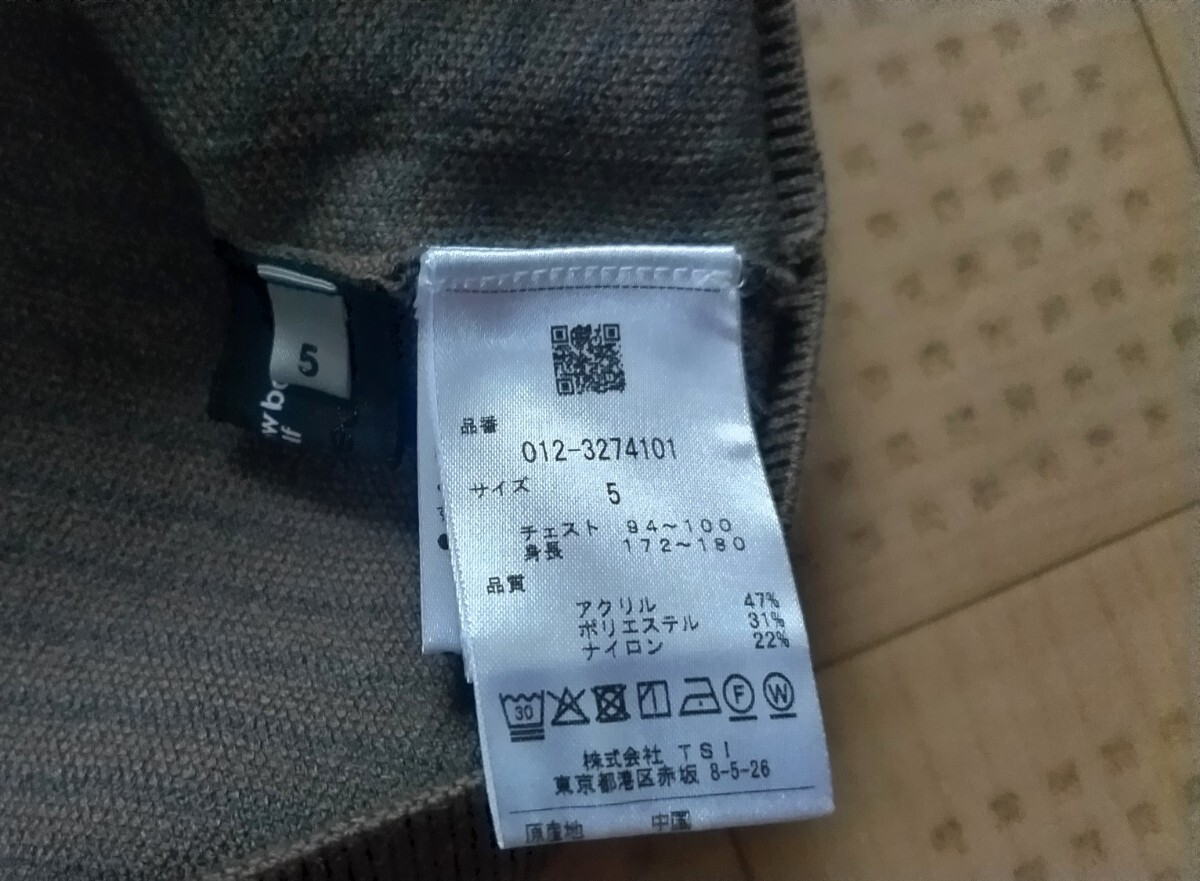 5
品番
012-3274101
サイズ 5
チェスト 94~100
身長 172~180
品質
アクリル 47%
ポリエステル 31%
ナイロン 22%
30 F W
株式会社 TSI
東京都港区赤坂 8-5-26
原産地 中国